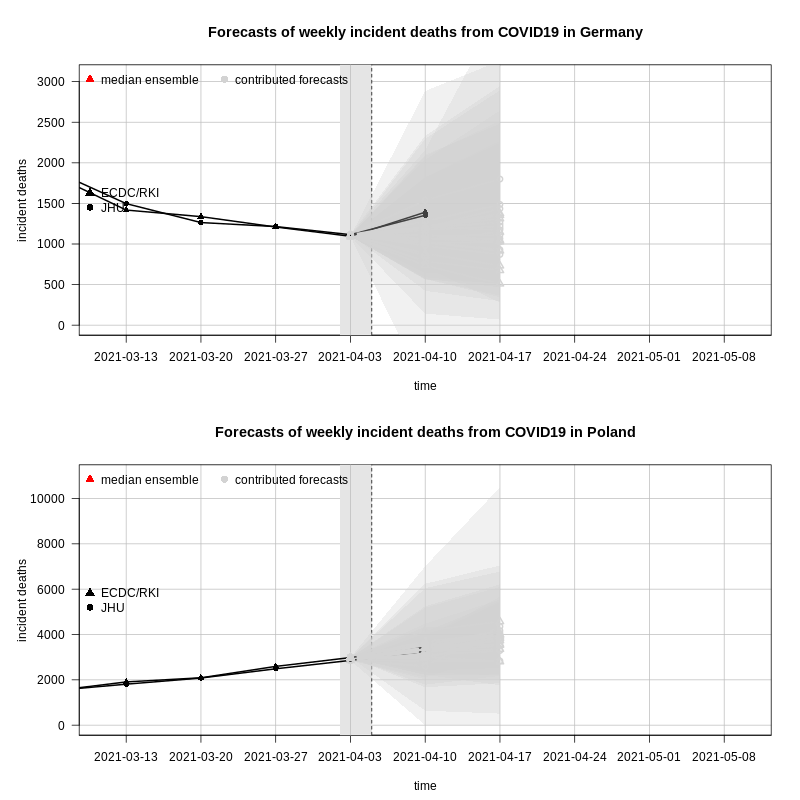 Forecasts of weekly incident deaths from COVID19 in Germany
incident deaths
3000
2500
2000
1500
1000
500
0
median ensemble
contributed forecasts
ECDC/RKI
JHU
2021-03-13 2021-03-20 2021-03-27 2021-04-03 2021-04-10 2021-04-17 2021-04-24 2021-05-01 2021-05-08
time
Forecasts of weekly incident deaths from COVID19 in Poland
incident deaths
10000
8000
6000
4000
2000
0
median ensemble
contributed forecasts
ECDC/RKI
JHU
2021-03-13 2021-03-20 2021-03-27 2021-04-03 2021-04-10 2021-04-17 2021-04-24 2021-05-01 2021-05-08
time